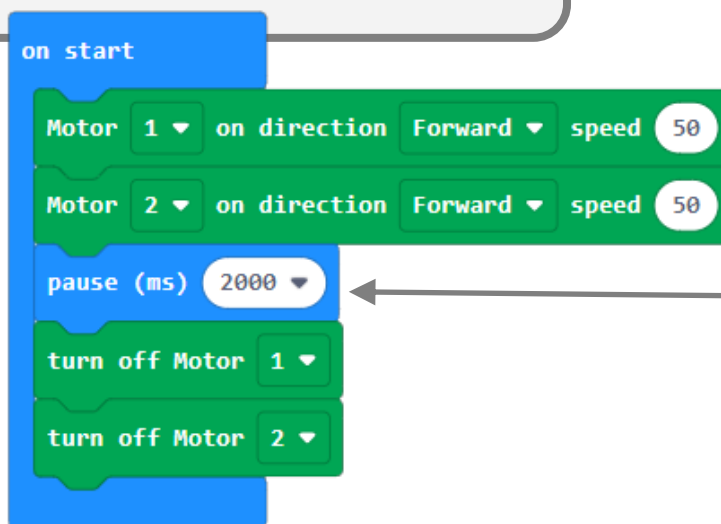 on start
Motor 1 on direction Forward speed 50
Motor 2 on direction Forward speed 50
pause (ms) 2000
turn off Motor 1
turn off Motor 2